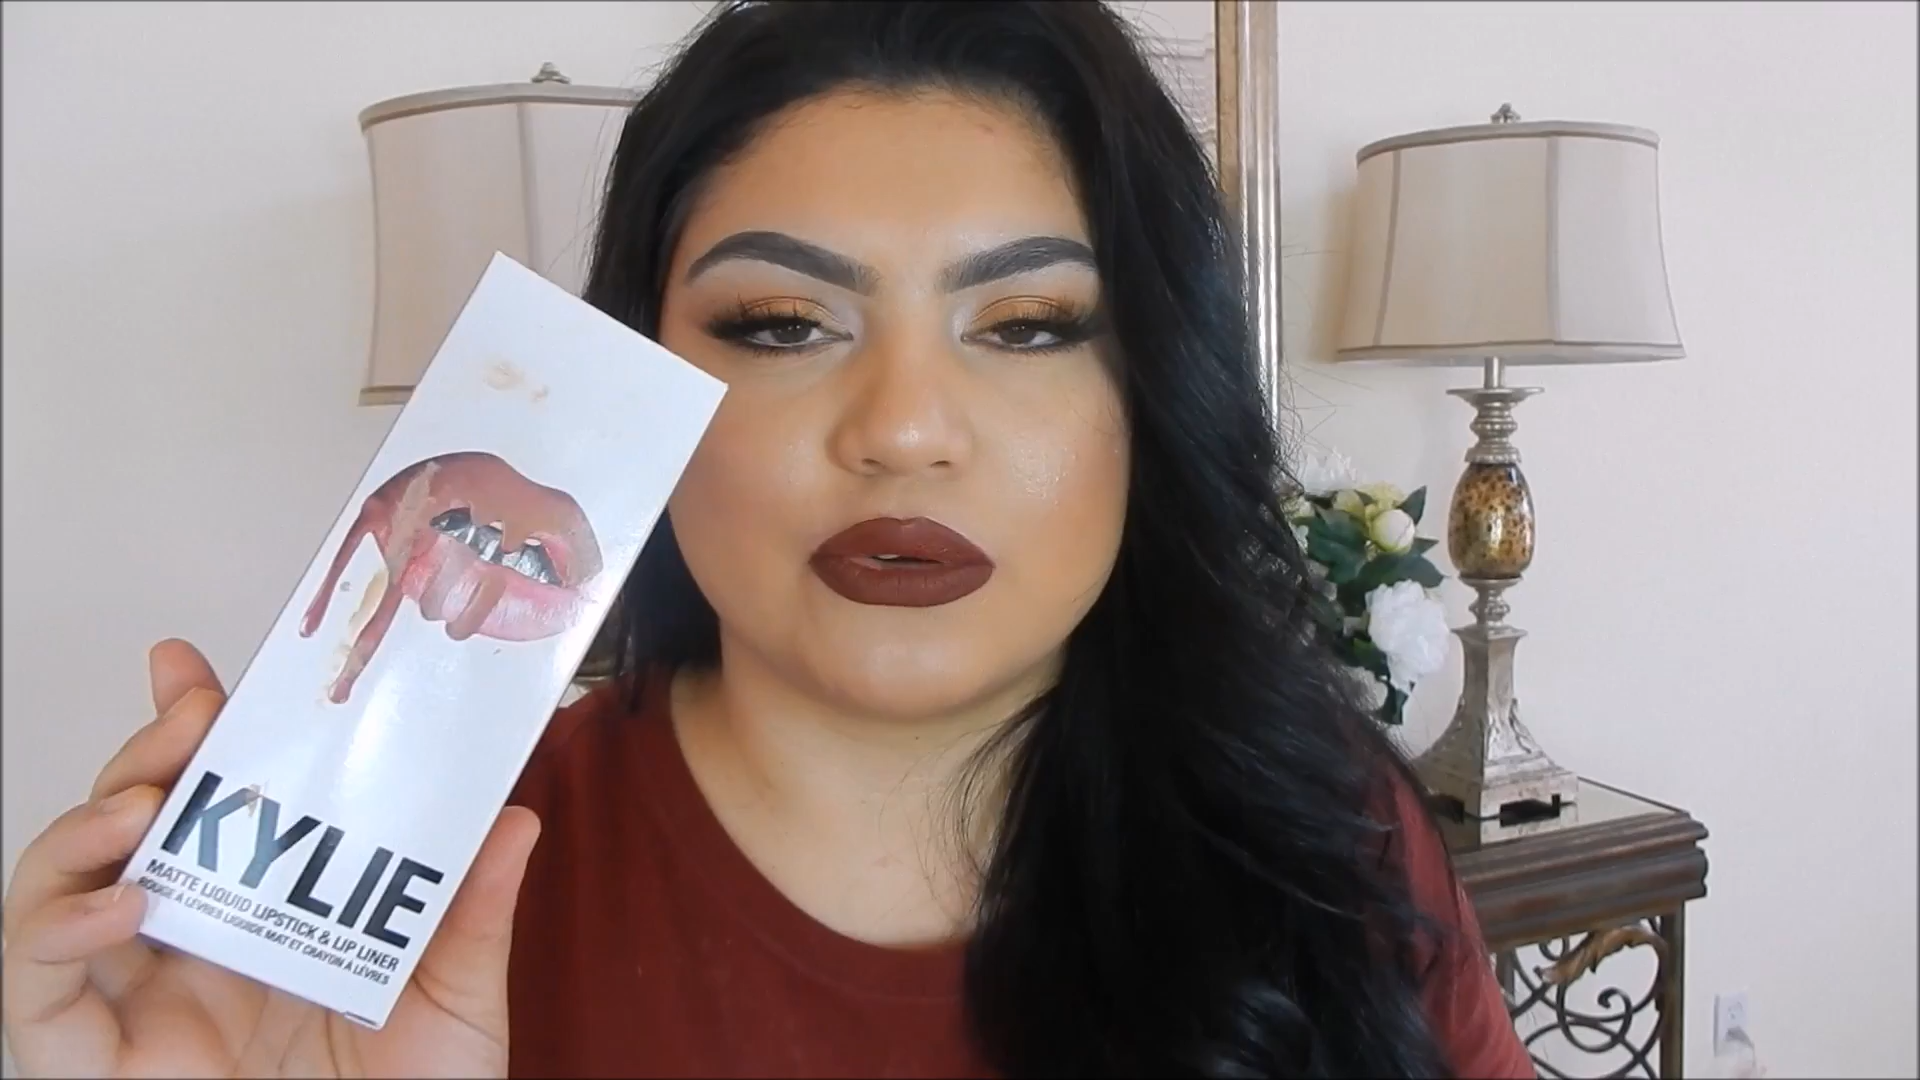 KYLIE
MATTE LIQUID LIPSTICK & LIP LINER
ROUGE À LÈVRES LIQUIDE MAT ET CRAYON À LÈVRES